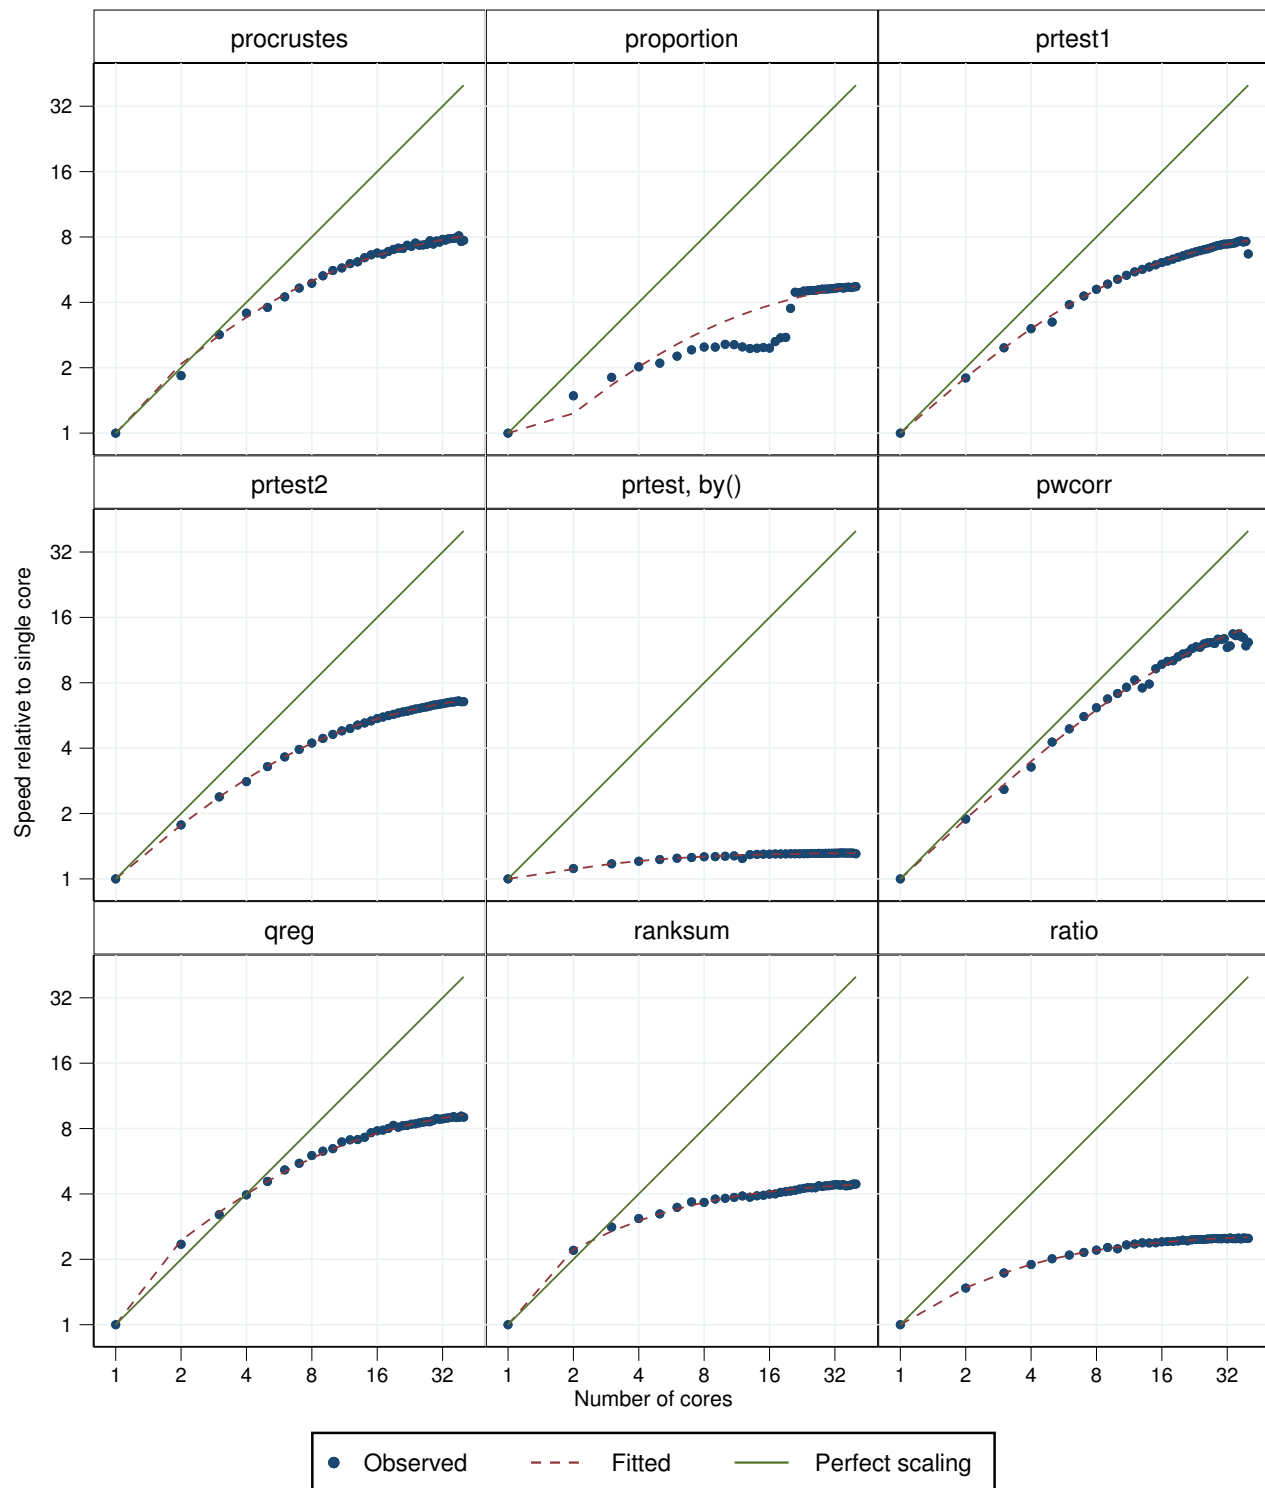 procrustes proportion prtest1
32
16
8
4
2
1
prtest2 prtest, by() pwcorr
32
16
8
4
2
1
Speed relative to single core
qreg ranksum ratio
32
16
8
4
2
1
1 2 4 8 16 32 1 2 4 8 16 32 1 2 4 8 16 32
Number of cores
Observed Fitted Perfect scaling